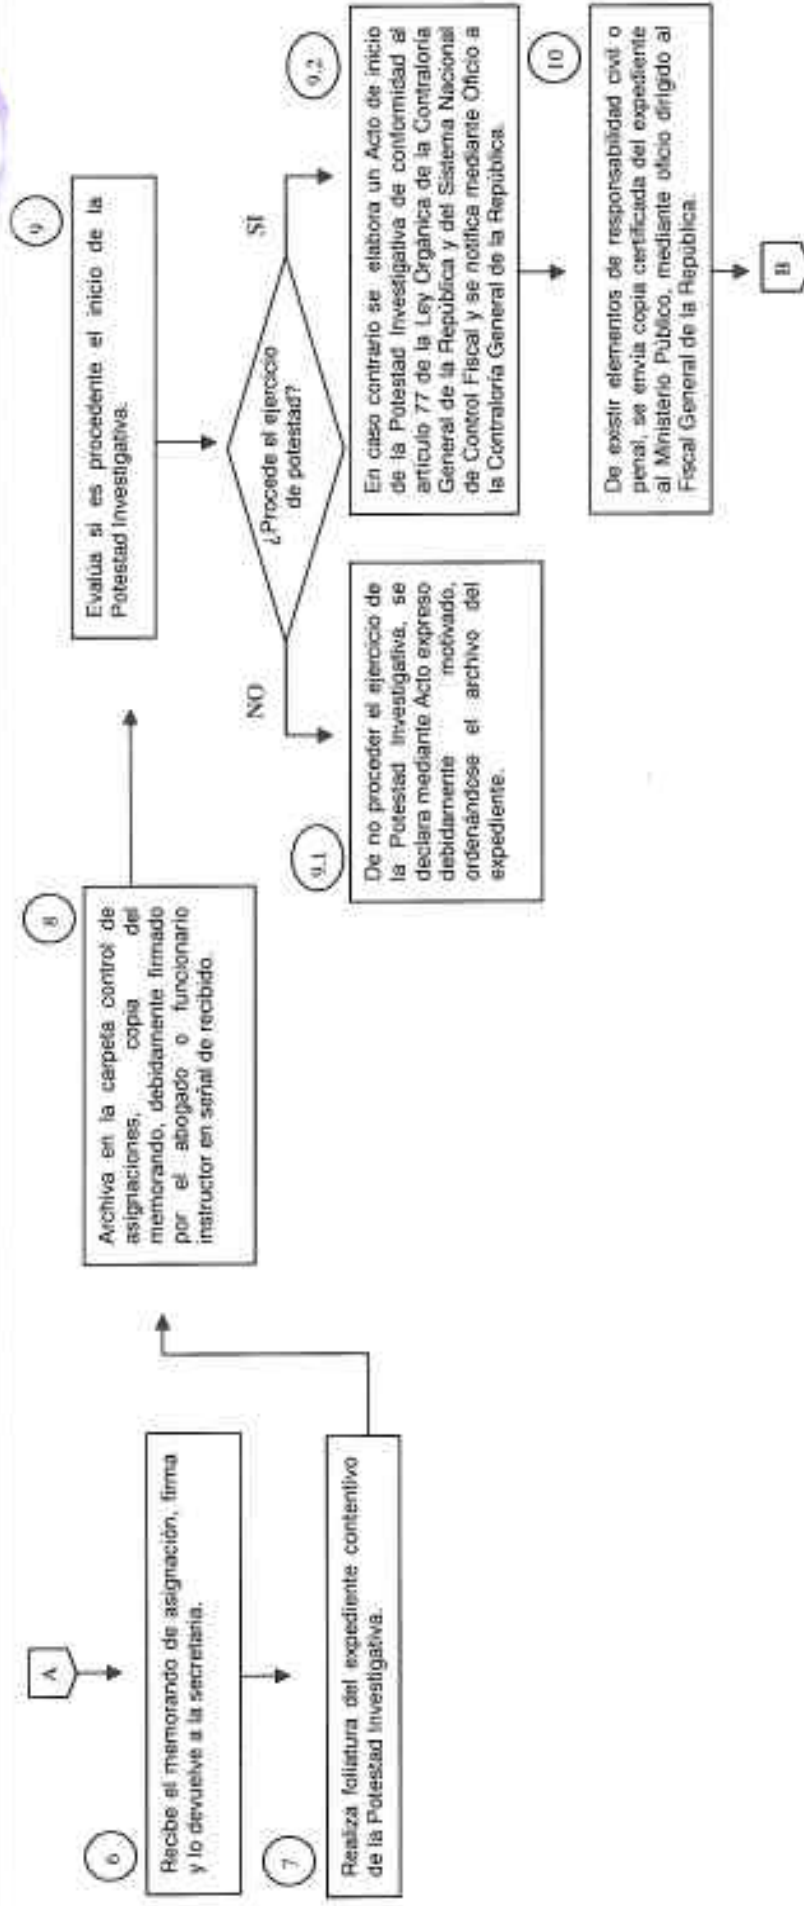 A
6
Recibe el memorando de asignación, firma
y lo devuelve a la secretaria.
7
Realiza foliatura del expediente contentivo
de la Potestad Investigativa.
8
Archiva en la carpeta control de
asignaciones, copia del
memorando, debidamente firmado
por el abogado o funcionario
instructor en señal de recibido.
9
Evalúa si es procedente el inicio de la
Potestad Investigativa.
¿Procede el ejercicio
de potestad?
NO
SI
9.1
De no proceder el ejercicio de
la Potestad Investigativa, se
declara mediante Acto expreso
debidamente motivado,
ordenándose el archivo del
expediente.
9.2
En caso contrario se elabora un Acto de inicio
de la Potestad Investigativa de conformidad al
artículo 77 de la Ley Orgánica de la Contraloría
General de la República y del Sistema Nacional
de Control Fiscal y se notifica mediante Oficio a
la Contraloría General de la República.
10
De existir elementos de responsabilidad civil o
penal, se envía copia certificada del expediente
al Ministerio Público, mediante oficio dirigido al
Fiscal General de la República.
B